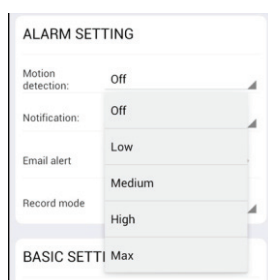 ALARM SETTING
Motion
detection:
Off
Notification:
Off
Email alert
Low
Medium
Record mode
High
BASIC SETTI
Max